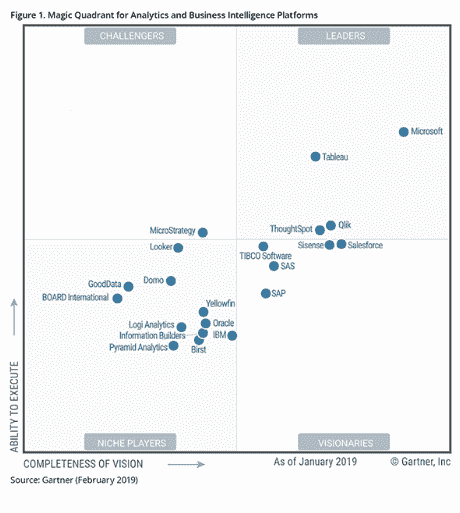 Figure 1. Magic Quadrant for Analytics and Business Intelligence Platforms
CHALLENGERS
LEADERS
Microsoft
Tableau
MicroStrategy
ThoughtSpot
Qlik
Looker
Sisense
Salesforce
TIBCO Software
SAS
Domo
GoodData
BOARD International
SAP
Yellowfin
Logi Analytics
Oracle
Information Builders
IBM
Pyramid Analytics
Birst
ABILITY TO EXECUTE
NICHE PLAYERS
VISIONARIES
COMPLETENESS OF VISION
As of January 2019
© Gartner, Inc
Source: Gartner (February 2019)